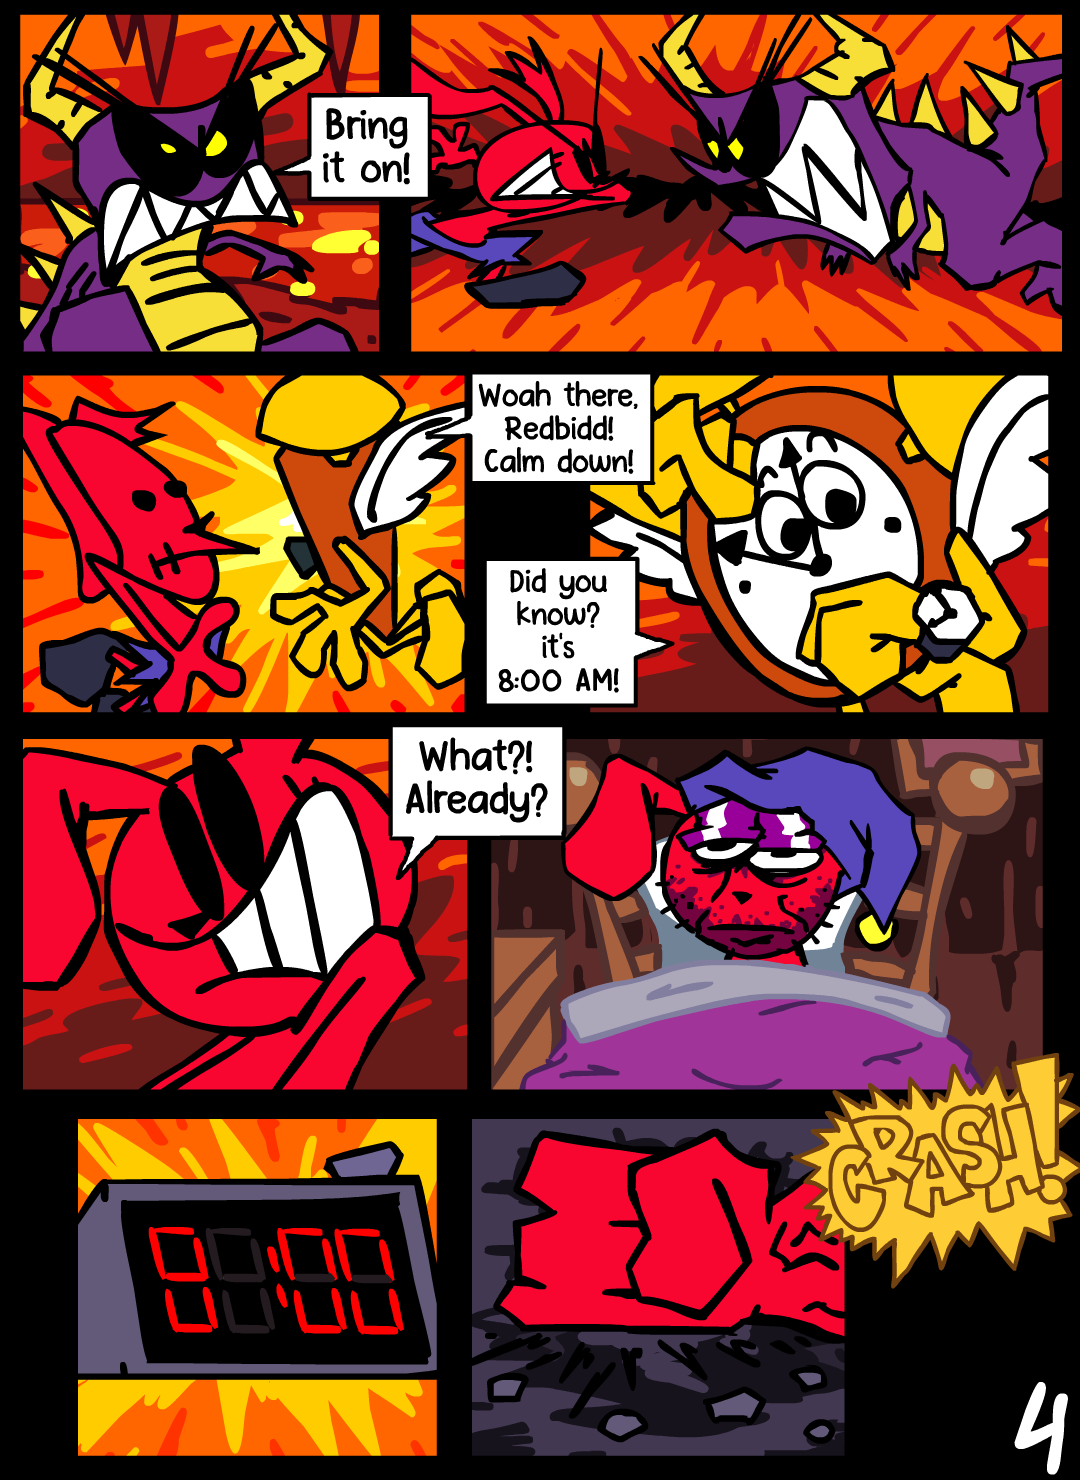 Bring
it on!
Woah there,
Redbidd!
Calm down!
Did you
know?
it's
8:00 AM!
What?!
Already?
CRASH!
4